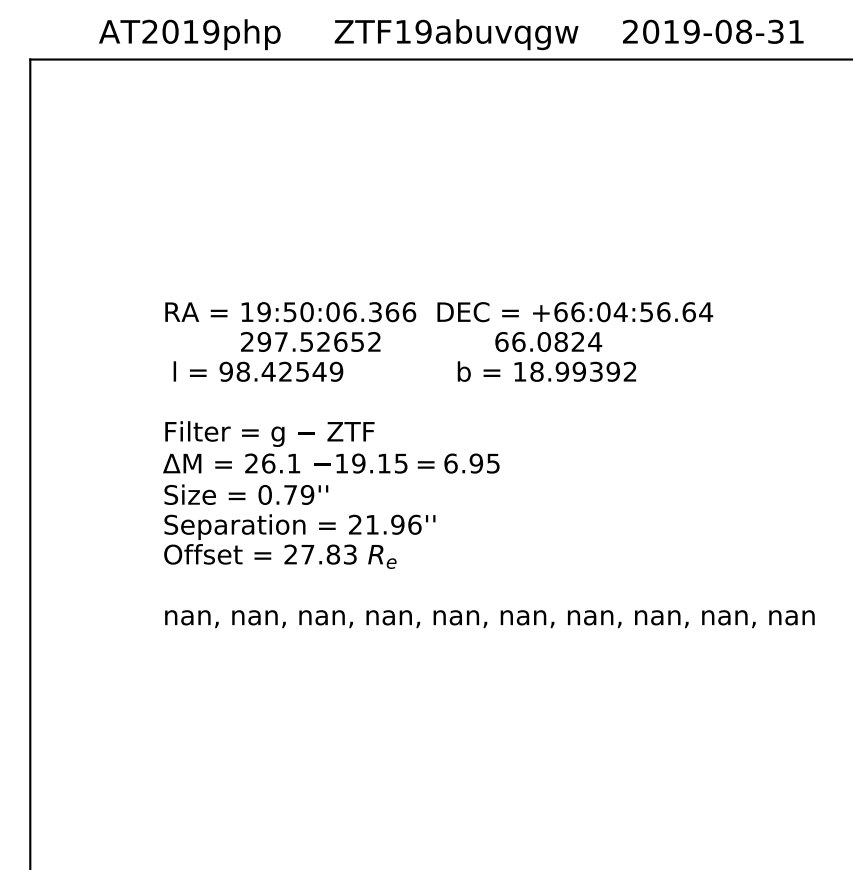 AT2019php ZTF19abuvqgw 2019-08-31
RA = 19:50:06.366 DEC = +66:04:56.64
297.52652 66.0824
l = 98.42549 b = 18.99392
Filter = g − ZTF
ΔM = 26.1 −19.15 = 6.95
Size = 0.79''
Separation = 21.96''
Offset = 27.83 Rₑ
nan, nan, nan, nan, nan, nan, nan, nan, nan, nan